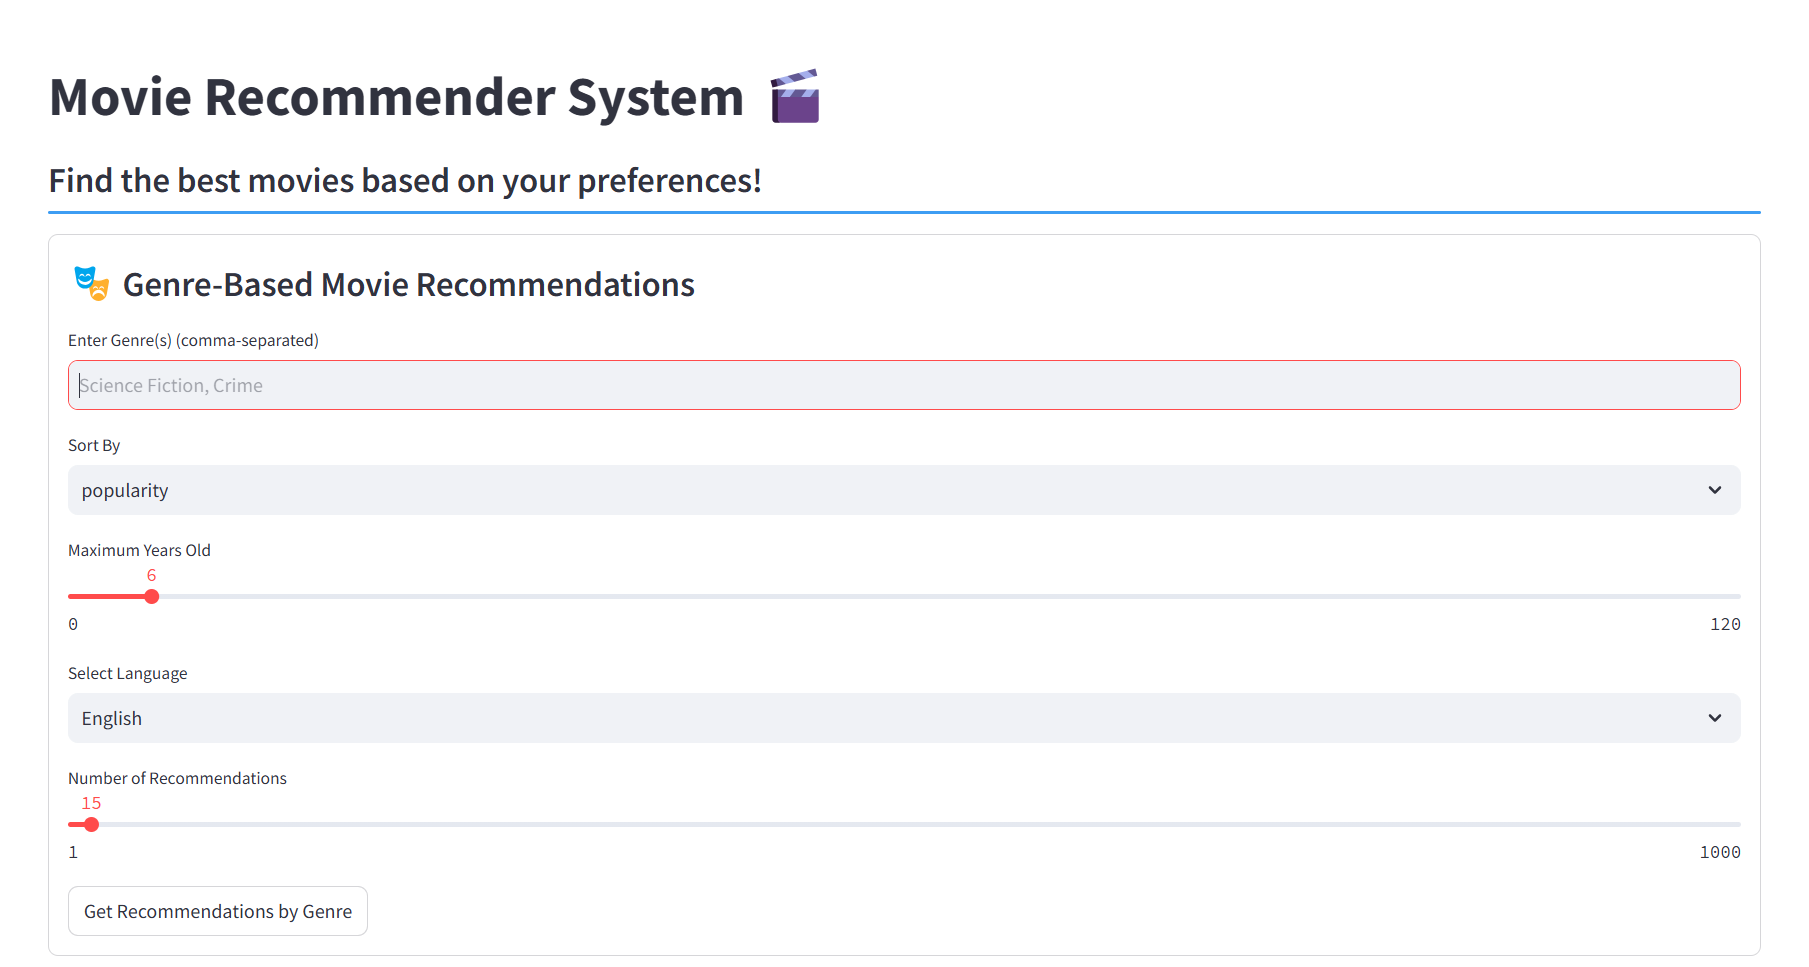 Movie Recommender System
Find the best movies based on your preferences!
Genre-Based Movie Recommendations
Enter Genre(s) (comma-separated)
Science Fiction, Crime
Sort By
popularity
Maximum Years Old
6
0 120
Select Language
English
Number of Recommendations
15
1 1000
Get Recommendations by Genre